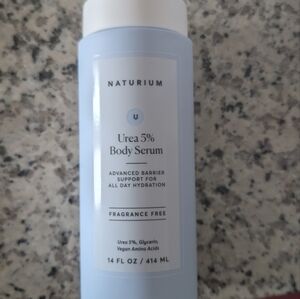 NATURIUM
U
Urea 5%
Body Serum
ADVANCED BARRIER
SUPPORT FOR
ALL DAY HYDRATION
FRAGRANCE FREE
Urea 5%, Glycerin,
Vegan Amino Acids
14 FL OZ / 414 ML